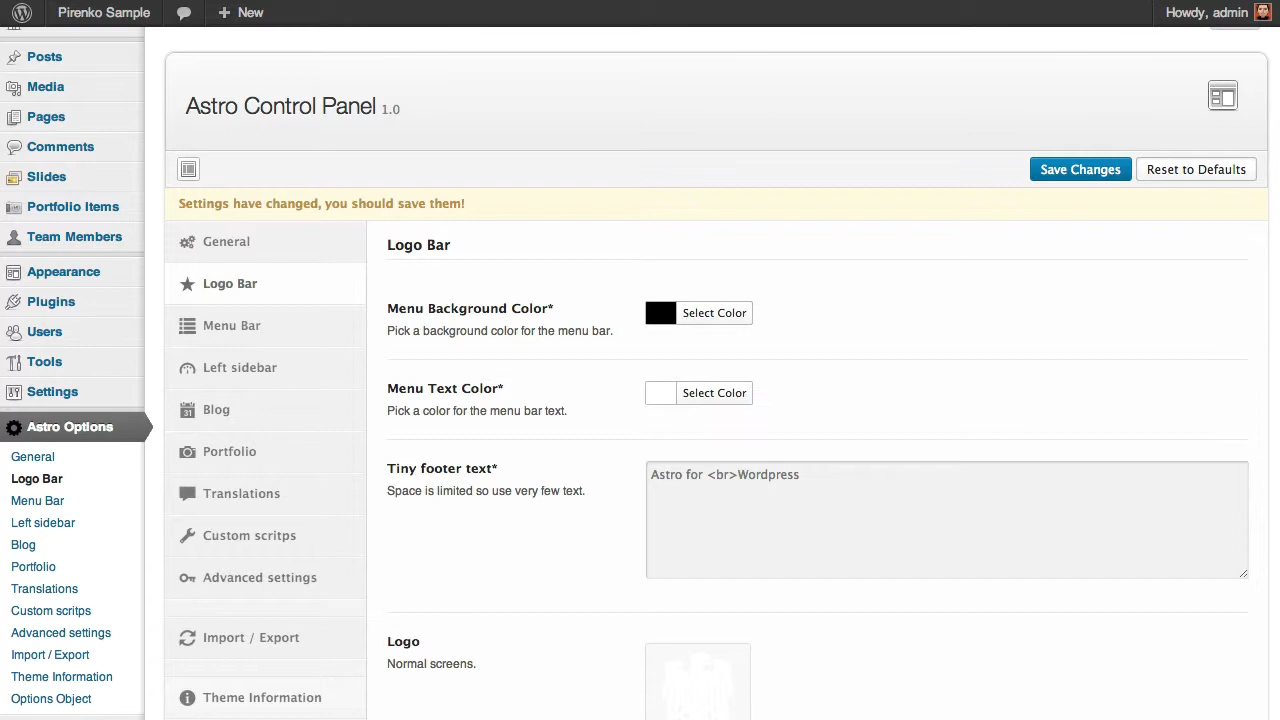 Pirenko Sample
New
Howdy, admin
Posts
Media
Pages
Comments
Slides
Portfolio Items
Team Members
Appearance
Plugins
Users
Tools
Settings
Astro Options
General
Logo Bar
Menu Bar
Left sidebar
Blog
Portfolio
Translations
Custom scritps
Advanced settings
Import / Export
Theme Information
Options Object
Astro Control Panel 1.0
Save Changes
Reset to Defaults
Settings have changed, you should save them!
General
Logo Bar
Menu Bar
Left sidebar
31
Blog
Portfolio
Translations
Custom scritps
Advanced settings
Import / Export
Theme Information
Logo Bar
Menu Background Color*
Pick a background color for the menu bar.
Select Color
Menu Text Color*
Pick a color for the menu bar text.
Select Color
Tiny footer text*
Space is limited so use very few text.
Astro for <br>Wordpress
Logo
Normal screens.